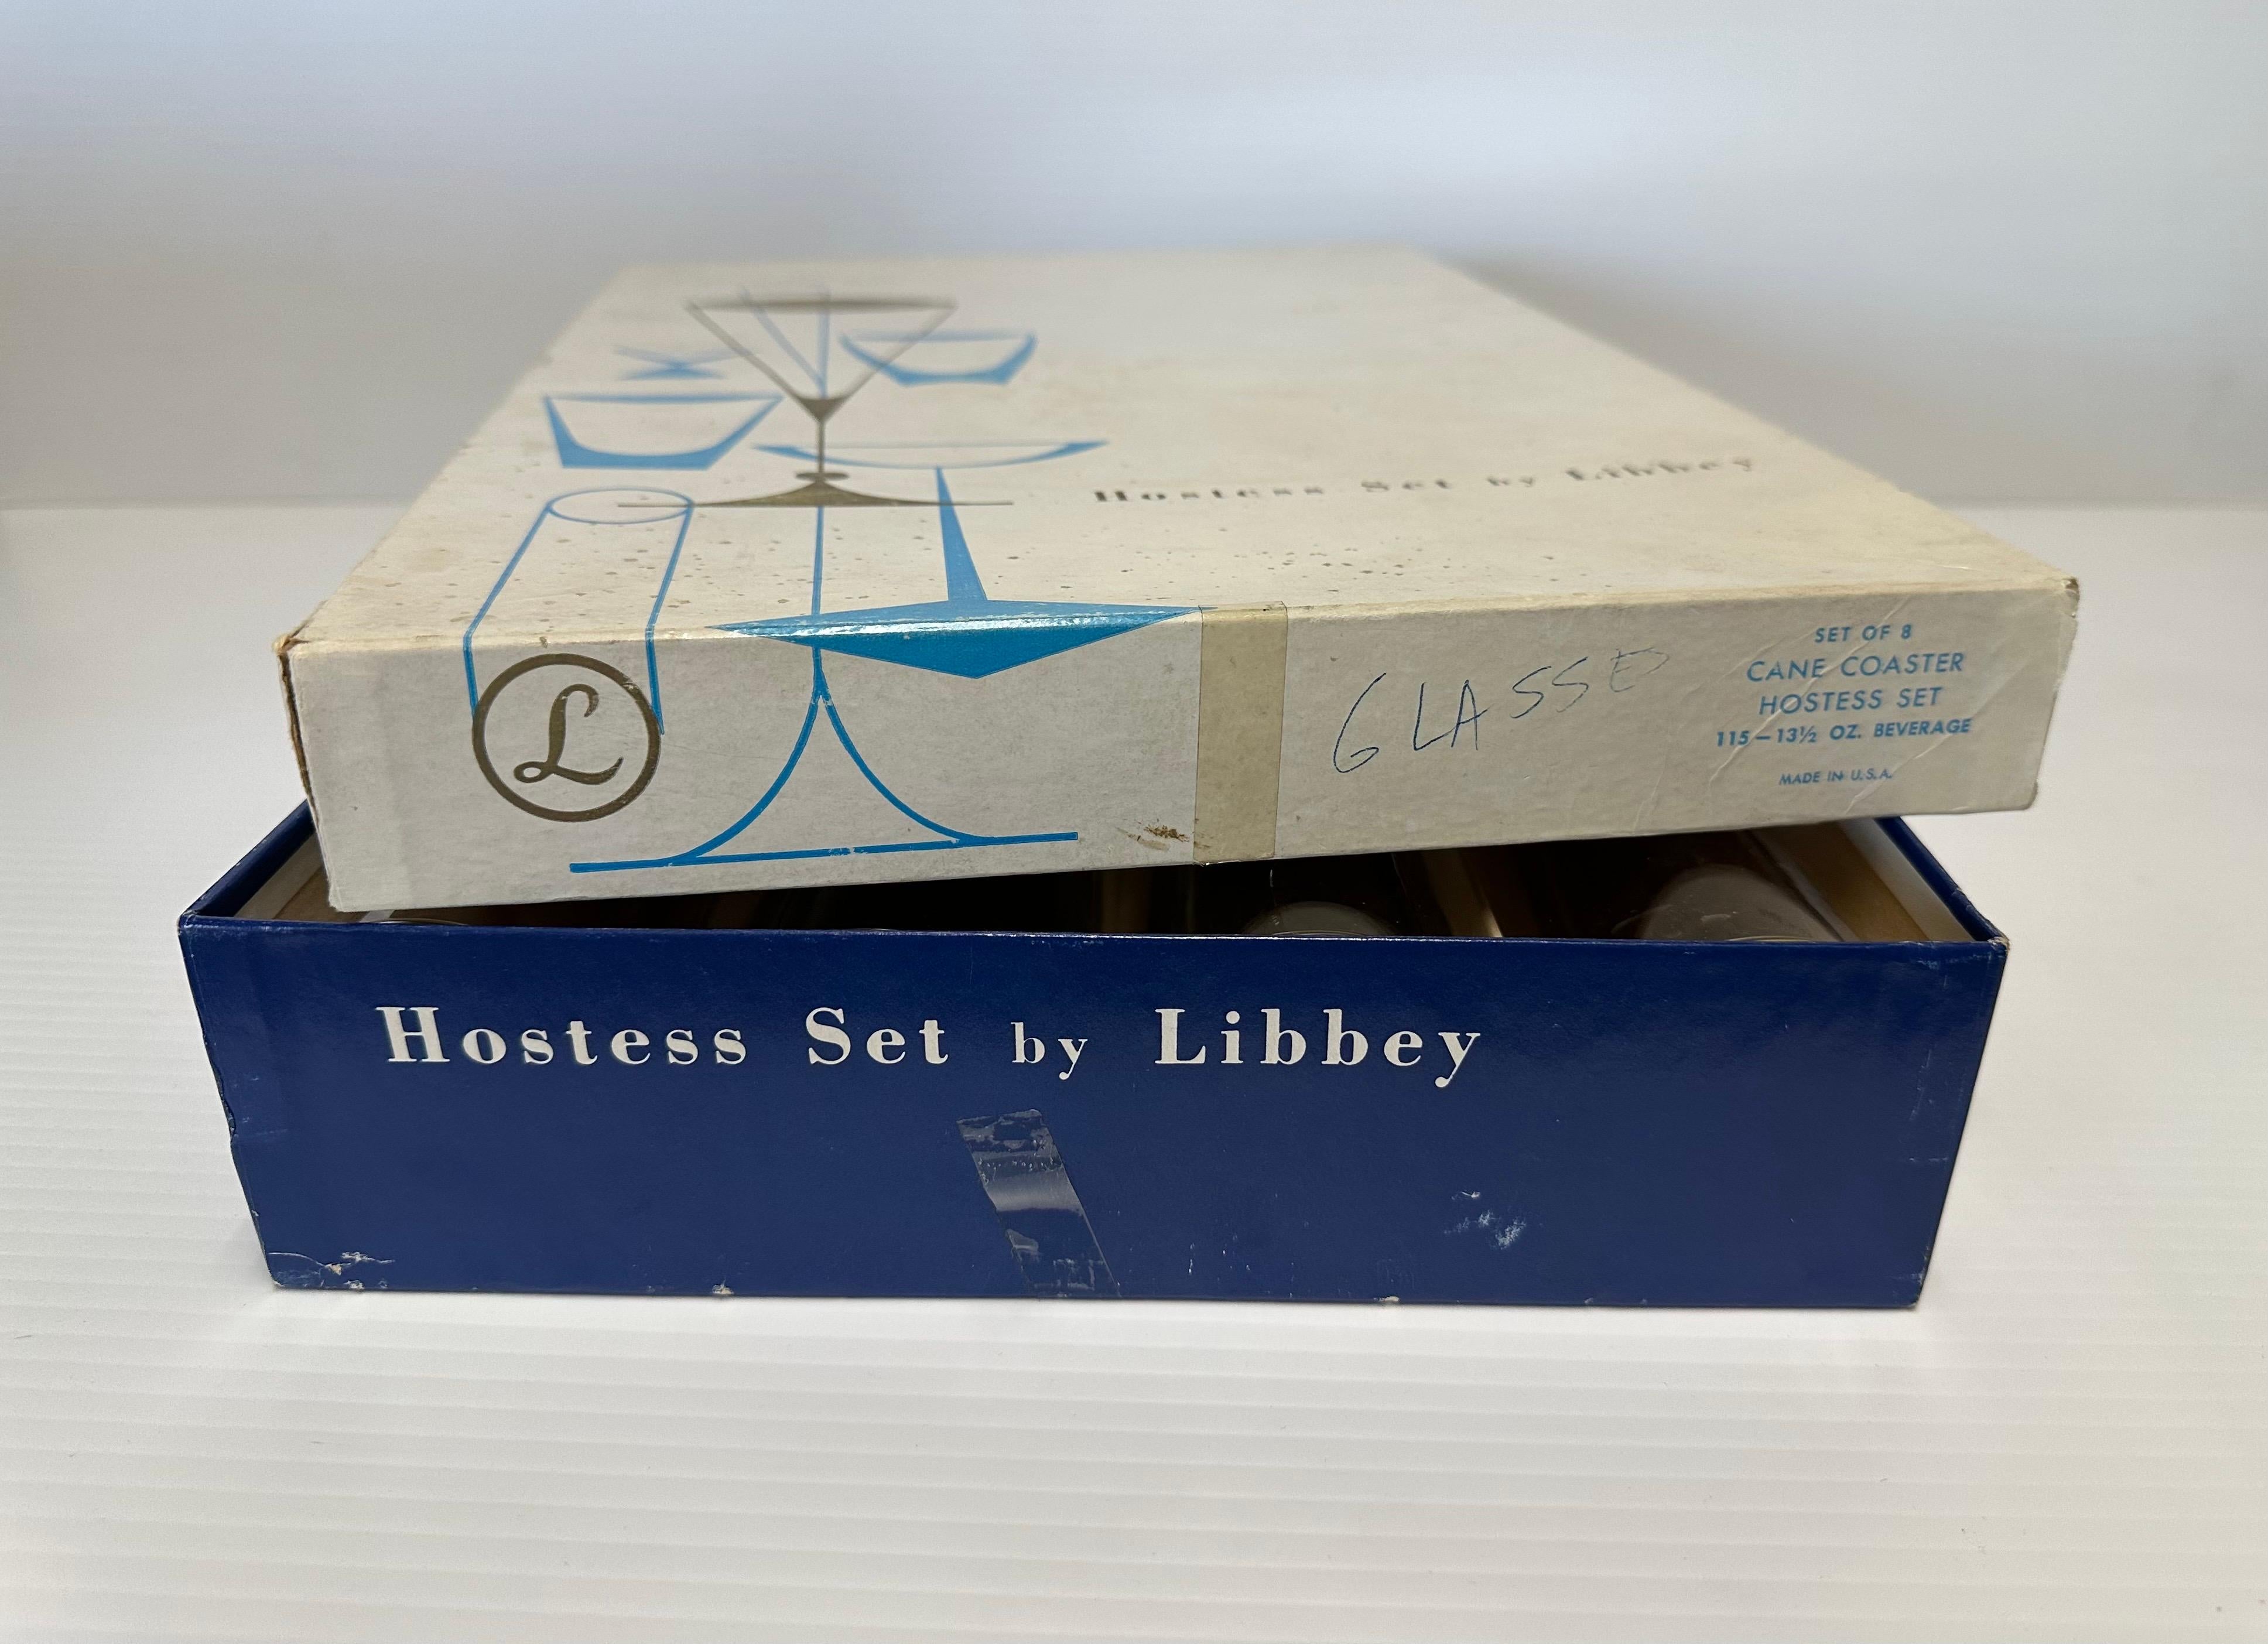 Hostess Set by Libbey
L
GLASSE
SET OF 8
CANE COASTER
HOSTESS SET
115–13½ OZ. BEVERAGE
MADE IN U.S.A.
Hostess Set by Libbey